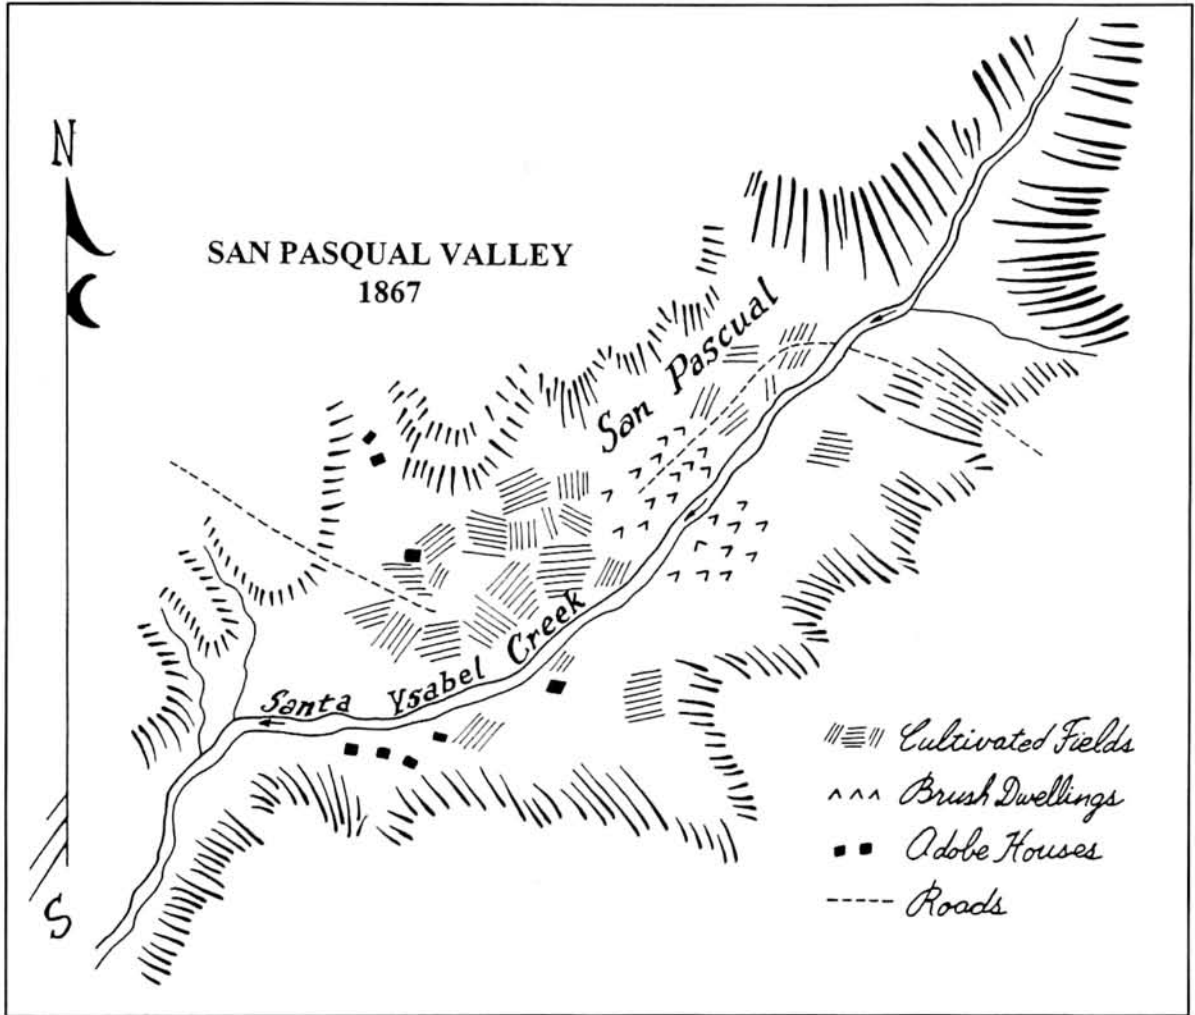 N
SAN PASQUAL VALLEY
1867
San Pascual
Santa Ysabel Creek
Cultivated Fields
Brush Dwellings
Adobe Houses
Roads
S